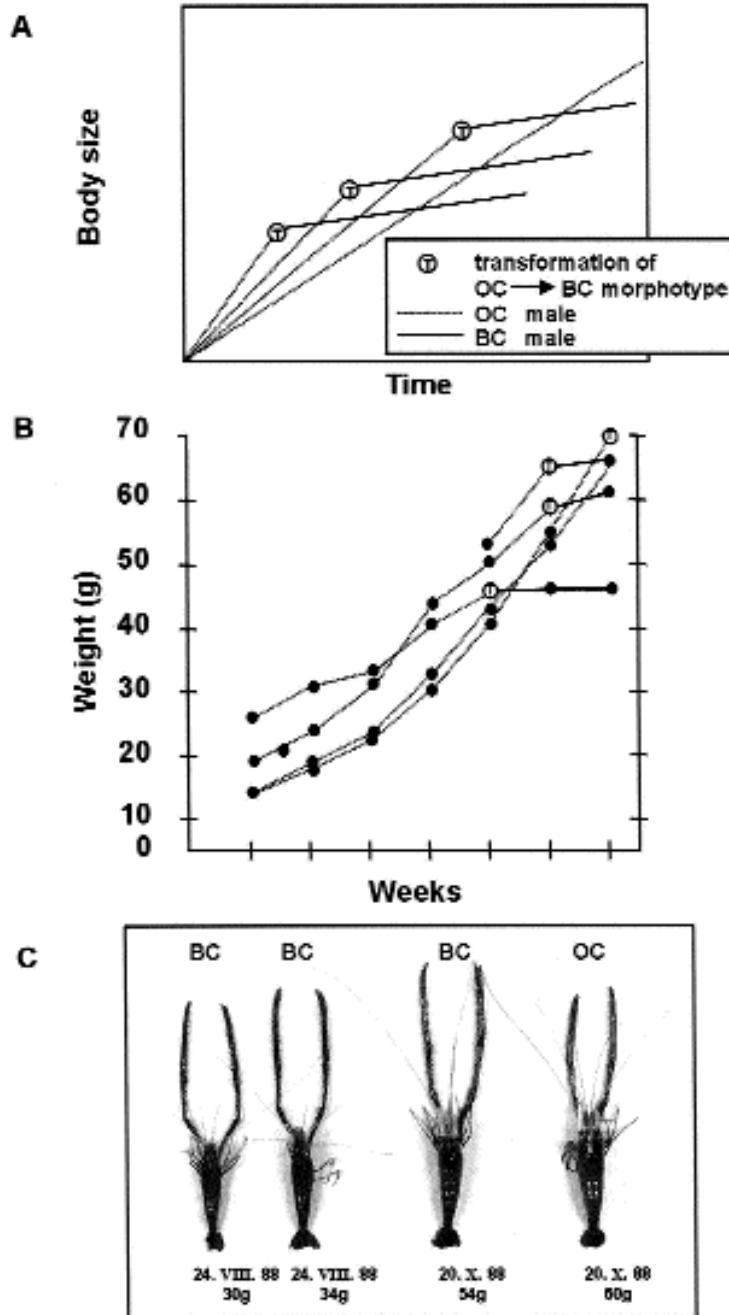 A
Body size
T
T
T
T transformation of
OC → BC morphotype
OC male
BC male
Time
B
70
60
50
40
30
20
10
0
Weight (g)
T
T
T
T
Weeks
C
BC BC BC OC
24. VIII. 88 24. VIII. 88 20. X. 88 20. X. 88
30g 34g 54g 60g